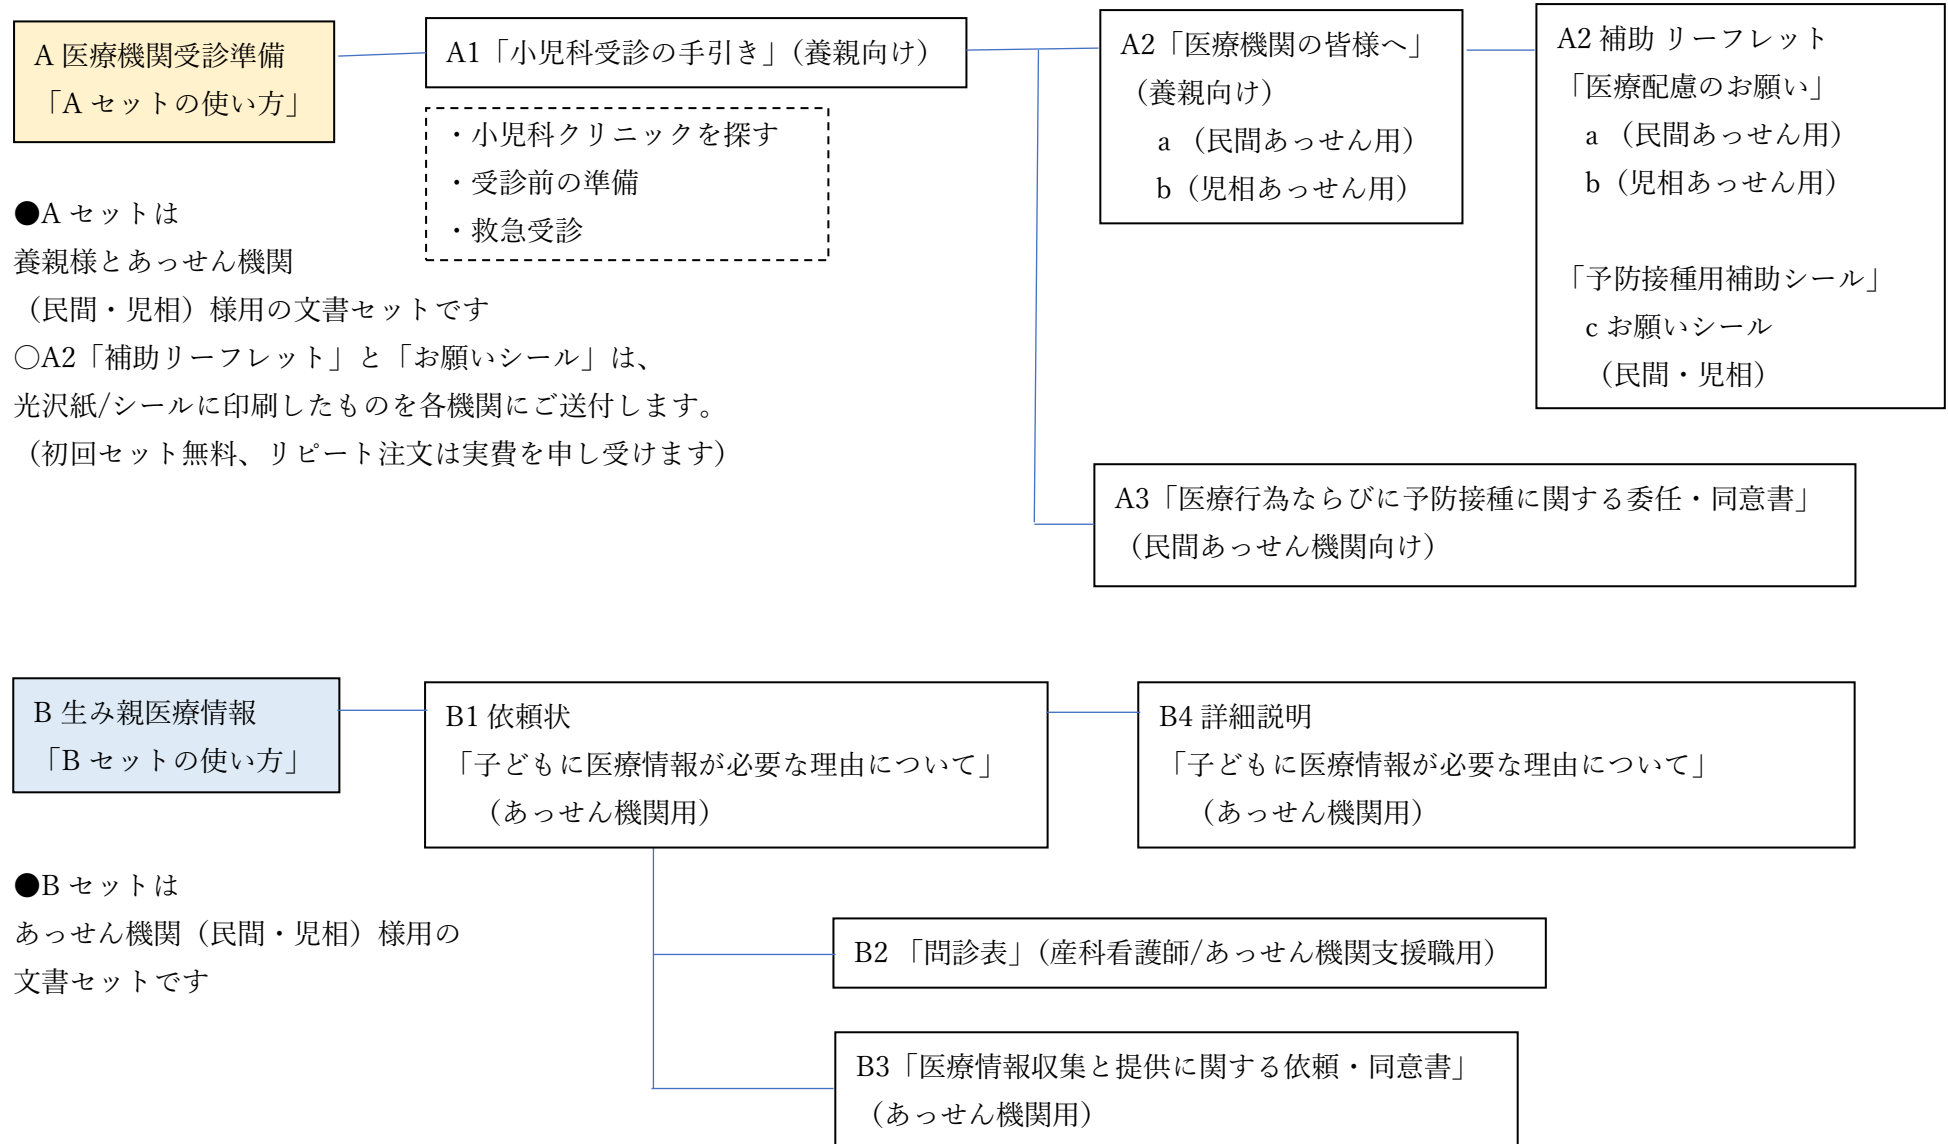 A 医療機関受診準備
「A セットの使い方」
A1「小児科受診の手引き」（養親向け）
・小児科クリニックを探す
・受診前の準備
・救急受診
A2「医療機関の皆様へ」
（養親向け）
a （民間あっせん用）
b（児相あっせん用）
A2 補助 リーフレット
「医療配慮のお願い」
a （民間あっせん用）
b（児相あっせん用）
「予防接種用補助シール」
c お願いシール
（民間・児相）
●A セットは
養親様とあっせん機関
（民間・児相）様用の文書セットです
○A2「補助リーフレット」と「お願いシール」は、
光沢紙/シールに印刷したものを各機関にご送付します。
（初回セット無料、リピート注文は実費を申し受けます）
A3「医療行為ならびに予防接種に関する委任・同意書」
（民間あっせん機関向け）
B 生み親医療情報
「B セットの使い方」
B1 依頼状
「子どもに医療情報が必要な理由について」
（あっせん機関用）
B4 詳細説明
「子どもに医療情報が必要な理由について」
（あっせん機関用）
●B セットは
あっせん機関（民間・児相）様用の
文書セットです
B2 「問診表」（産科看護師/あっせん機関支援職用）
B3「医療情報収集と提供に関する依頼・同意書」
（あっせん機関用）